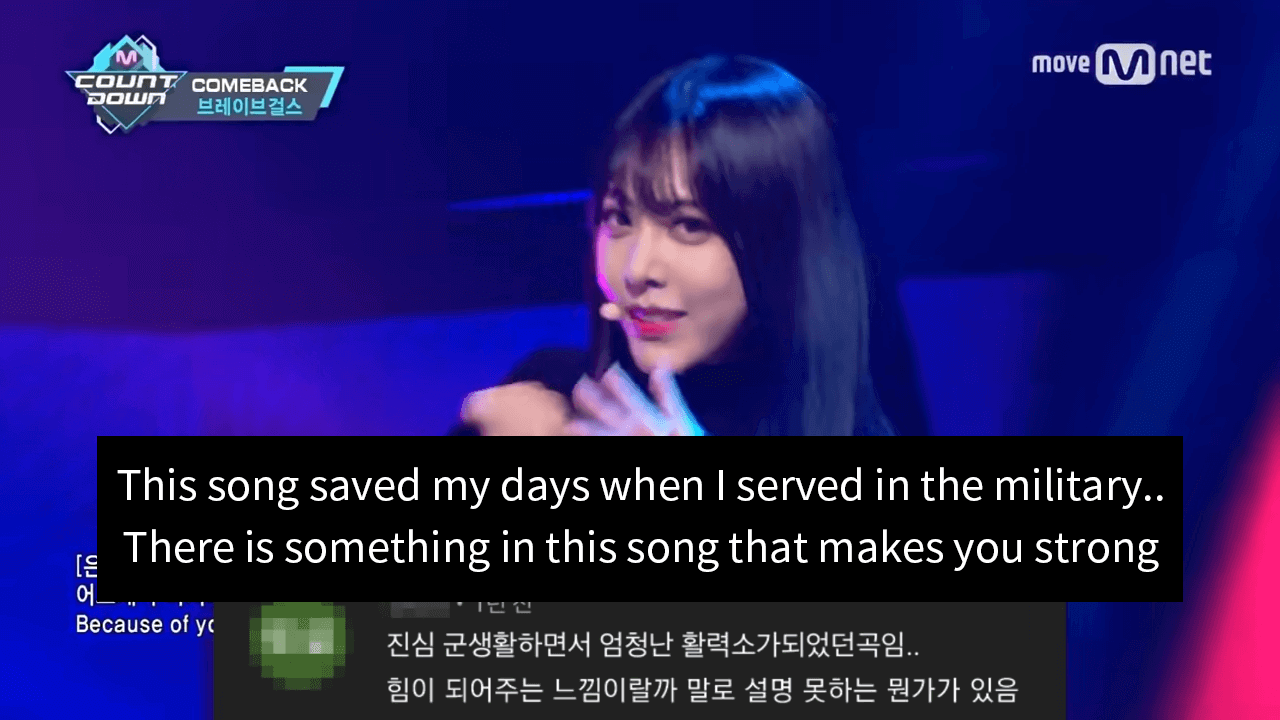 M
COUNT
DOWN
COMEBACK
브레이브걸스
move Mnet
This song saved my days when I served in the military..
There is something in this song that makes you strong
[은
Because of yo
1년 전
진심 군생활하면서 엄청난 활력소가되었던곡임..
힘이 되어주는 느낌이랄까 말로 설명 못하는 뭔가가 있음